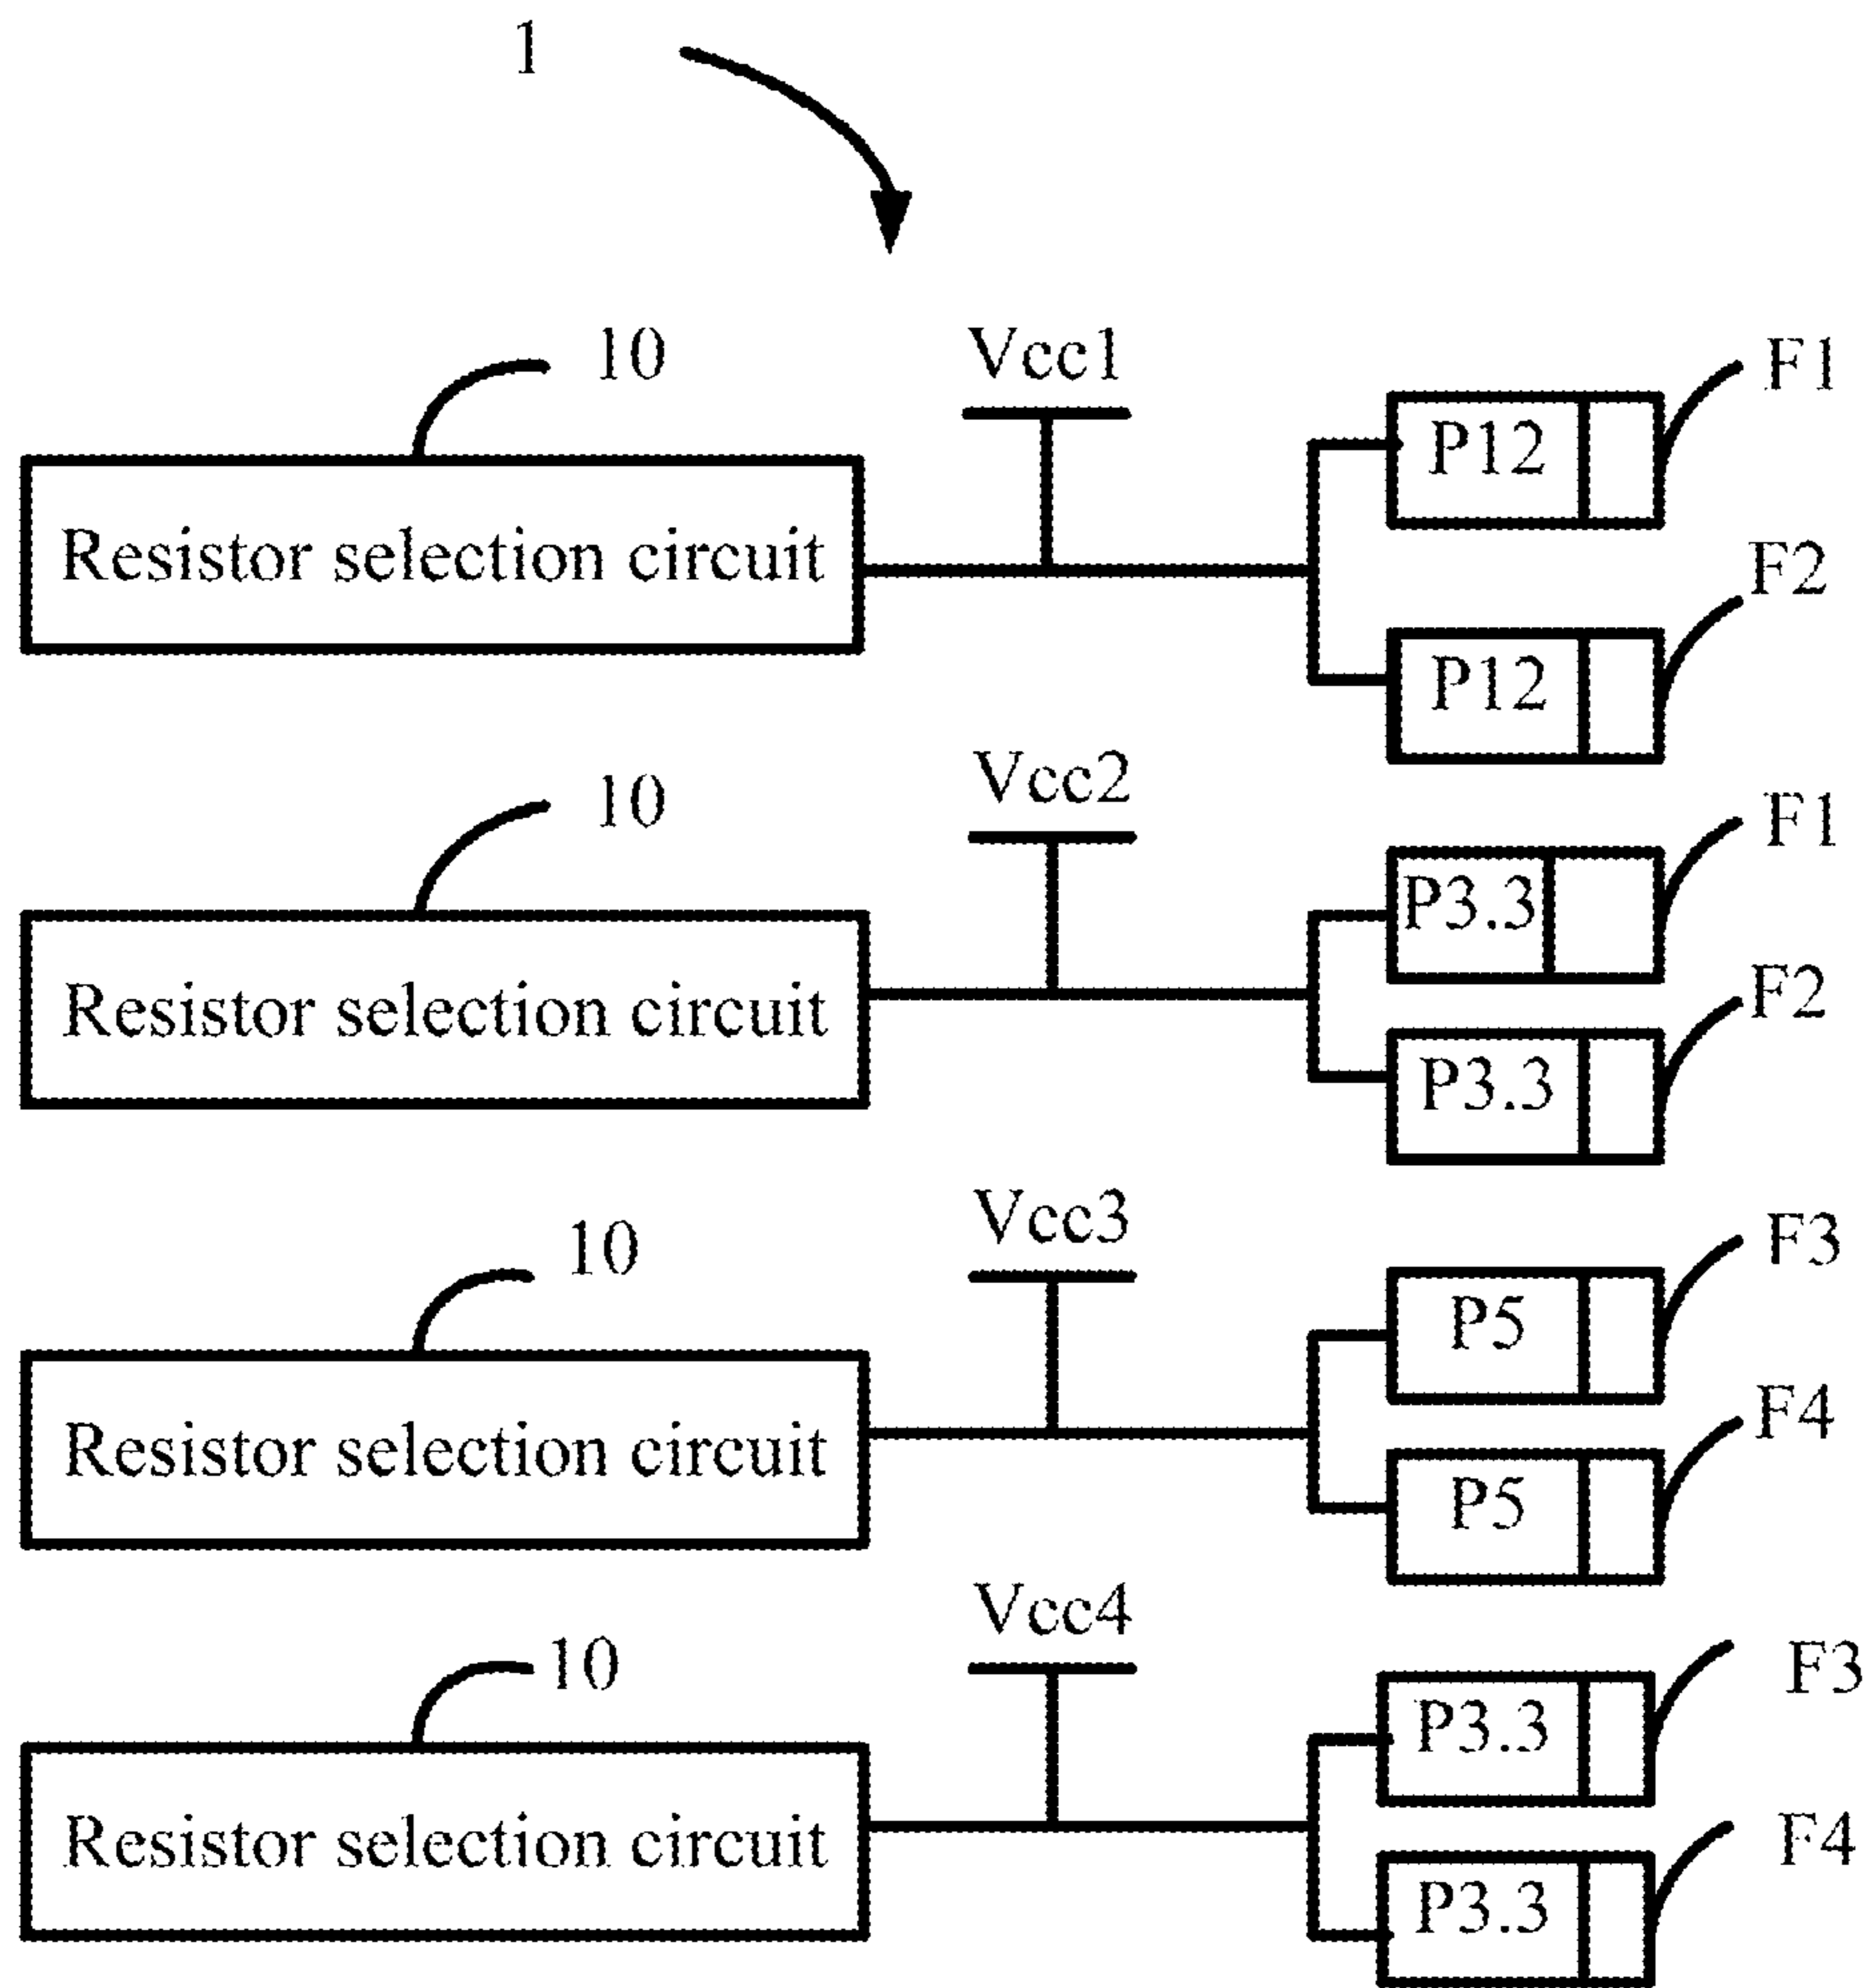 1
10
Vcc1
F1
P12
Resistor selection circuit
F2
P12
10
Vcc2
F1
P3.3
Resistor selection circuit
F2
P3.3
10
Vcc3
F3
P5
Resistor selection circuit
F4
P5
10
Vcc4
F3
P3.3
Resistor selection circuit
F4
P3.3